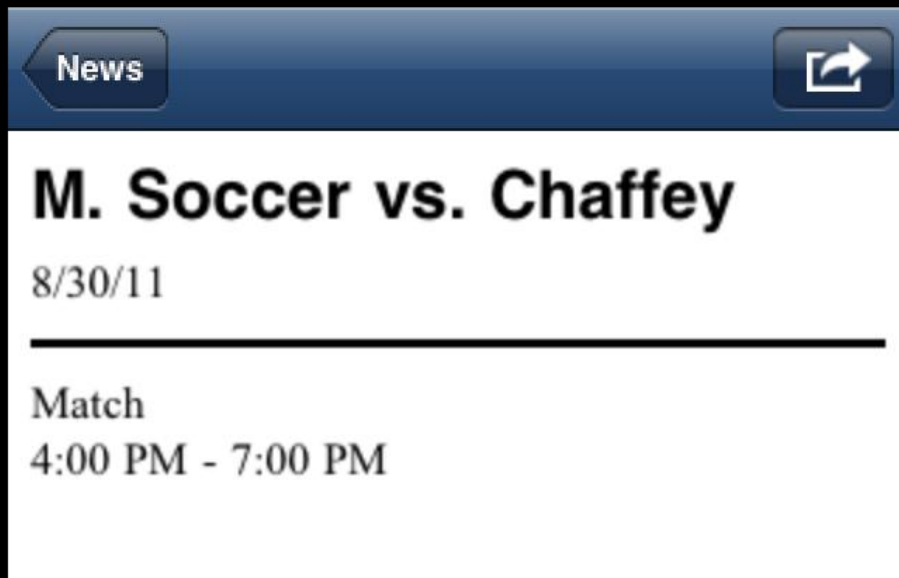 News
M. Soccer vs. Chaffey
8/30/11
Match
4:00 PM - 7:00 PM